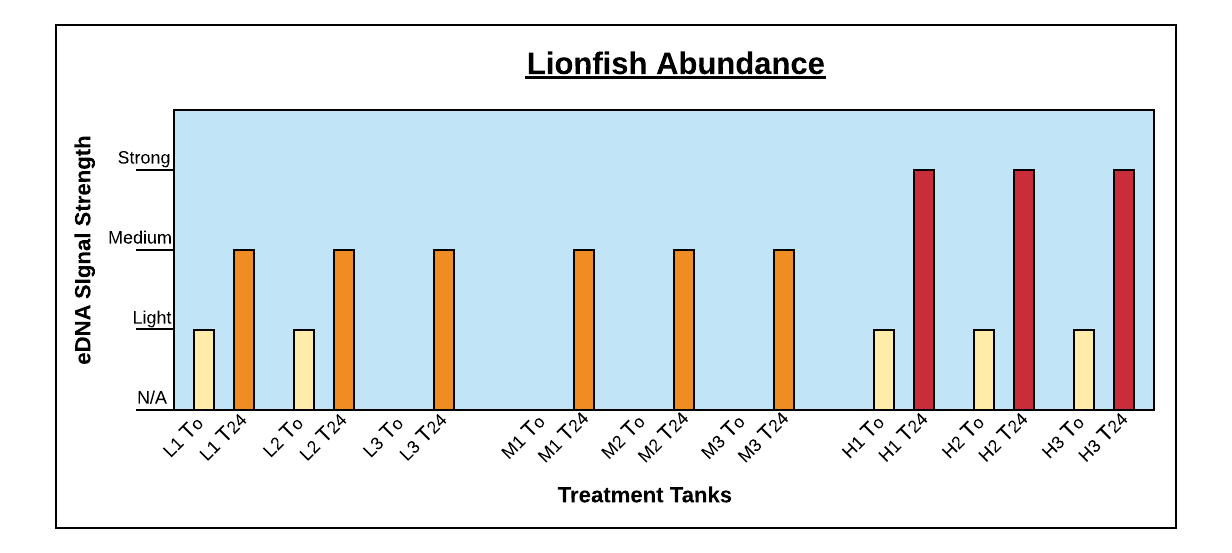 Lionfish Abundance
eDNA SIgnal Strength
Strong
Medium
Light
N/A
L1 To
L1 T24
L2 To
L2 T24
L3 To
L3 T24
M1 To
M1 T24
M2 To
M2 T24
M3 To
M3 T24
H1 To
H1 T24
H2 To
H2 T24
H3 To
H3 T24
Treatment Tanks